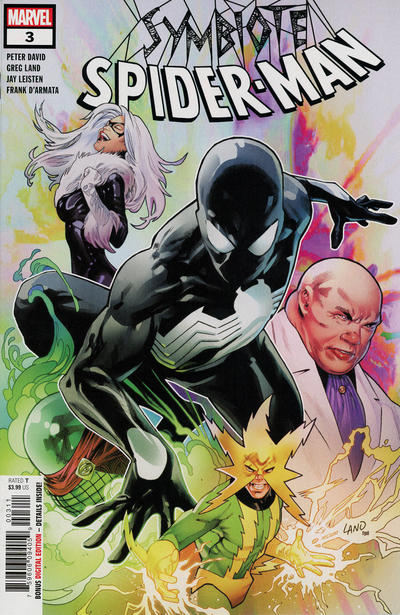 MARVEL
3
PETER DAVID
GREG LAND
JAY LEISTEN
FRANK D'ARMATA
SYMBIOTE
SPIDER-MAN
RATED T
$3.99 US
00311
BONUS DIGITAL EDITION – DETAILS INSIDE!
LAND